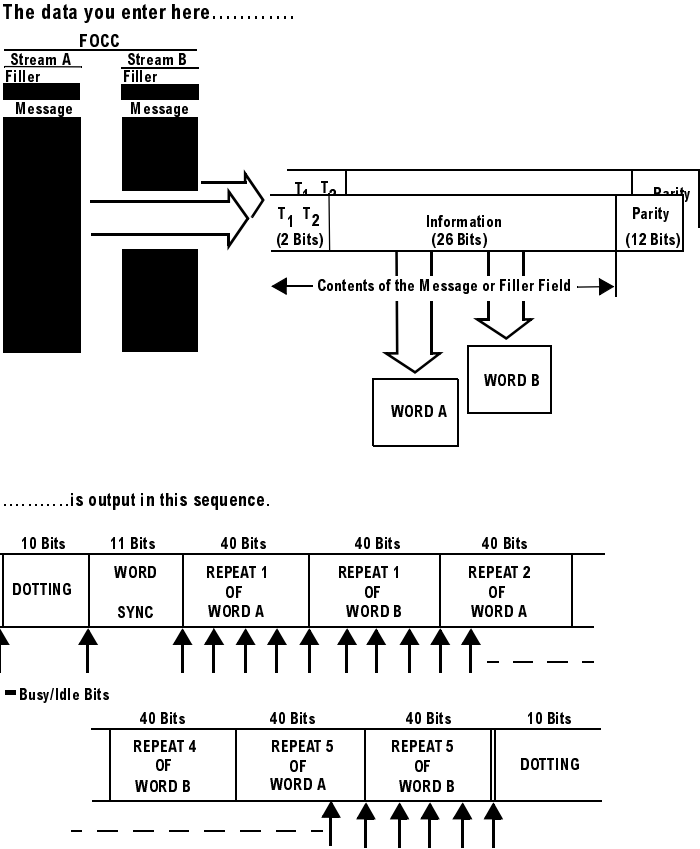 The data you enter here............
FOCC
Stream A Stream B
Filler Filler
Message Message
T1 T2 Parity
T1 T2 Information Parity
(2 Bits) (26 Bits) (12 Bits)
Contents of the Message or Filler Field
WORD B
WORD A
...........is output in this sequence.
10 Bits 11 Bits 40 Bits 40 Bits 40 Bits
DOTTING WORD SYNC REPEAT 1 OF WORD A REPEAT 1 OF WORD B REPEAT 2 OF WORD A
Busy/Idle Bits
40 Bits 40 Bits 40 Bits 10 Bits
REPEAT 4 OF WORD B REPEAT 5 OF WORD A REPEAT 5 OF WORD B DOTTING